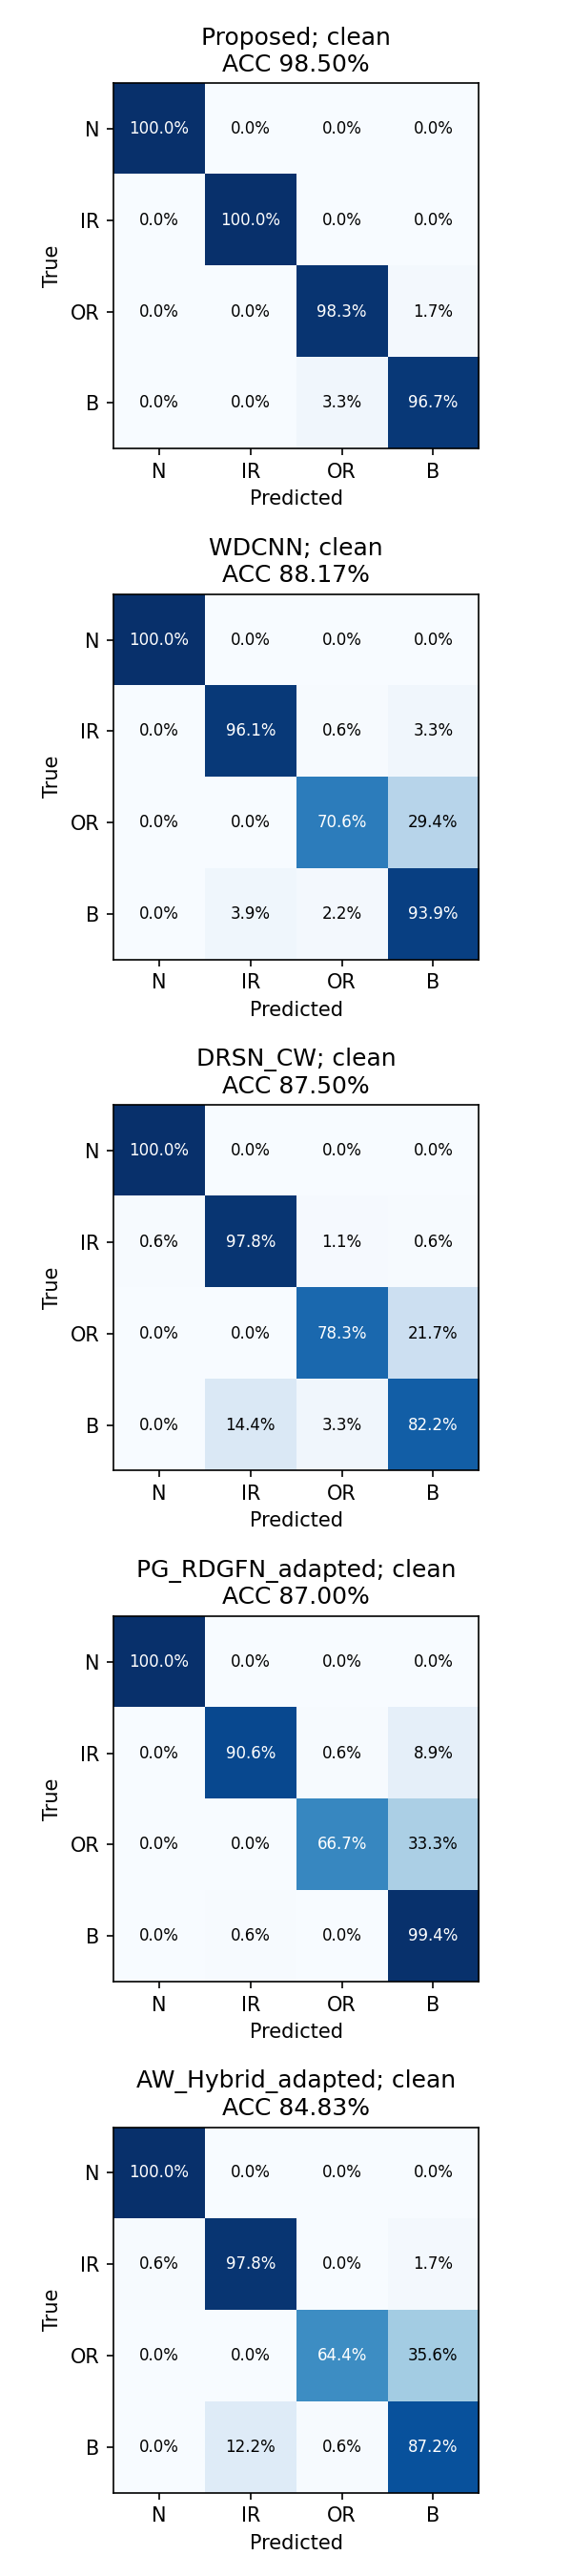 Proposed; clean
ACC 98.50%
N 100.0% 0.0% 0.0% 0.0%
IR 0.0% 100.0% 0.0% 0.0%
True
OR 0.0% 0.0% 98.3% 1.7%
B 0.0% 0.0% 3.3% 96.7%
N IR OR B
Predicted
WDCNN; clean
ACC 88.17%
N 100.0% 0.0% 0.0% 0.0%
IR 0.0% 96.1% 0.6% 3.3%
True
OR 0.0% 0.0% 70.6% 29.4%
B 0.0% 3.9% 2.2% 93.9%
N IR OR B
Predicted
DRSN_CW; clean
ACC 87.50%
N 100.0% 0.0% 0.0% 0.0%
IR 0.6% 97.8% 1.1% 0.6%
True
OR 0.0% 0.0% 78.3% 21.7%
B 0.0% 14.4% 3.3% 82.2%
N IR OR B
Predicted
PG_RDGFN_adapted; clean
ACC 87.00%
N 100.0% 0.0% 0.0% 0.0%
IR 0.0% 90.6% 0.6% 8.9%
True
OR 0.0% 0.0% 66.7% 33.3%
B 0.0% 0.6% 0.0% 99.4%
N IR OR B
Predicted
AW_Hybrid_adapted; clean
ACC 84.83%
N 100.0% 0.0% 0.0% 0.0%
IR 0.6% 97.8% 0.0% 1.7%
True
OR 0.0% 0.0% 64.4% 35.6%
B 0.0% 12.2% 0.6% 87.2%
N IR OR B
Predicted